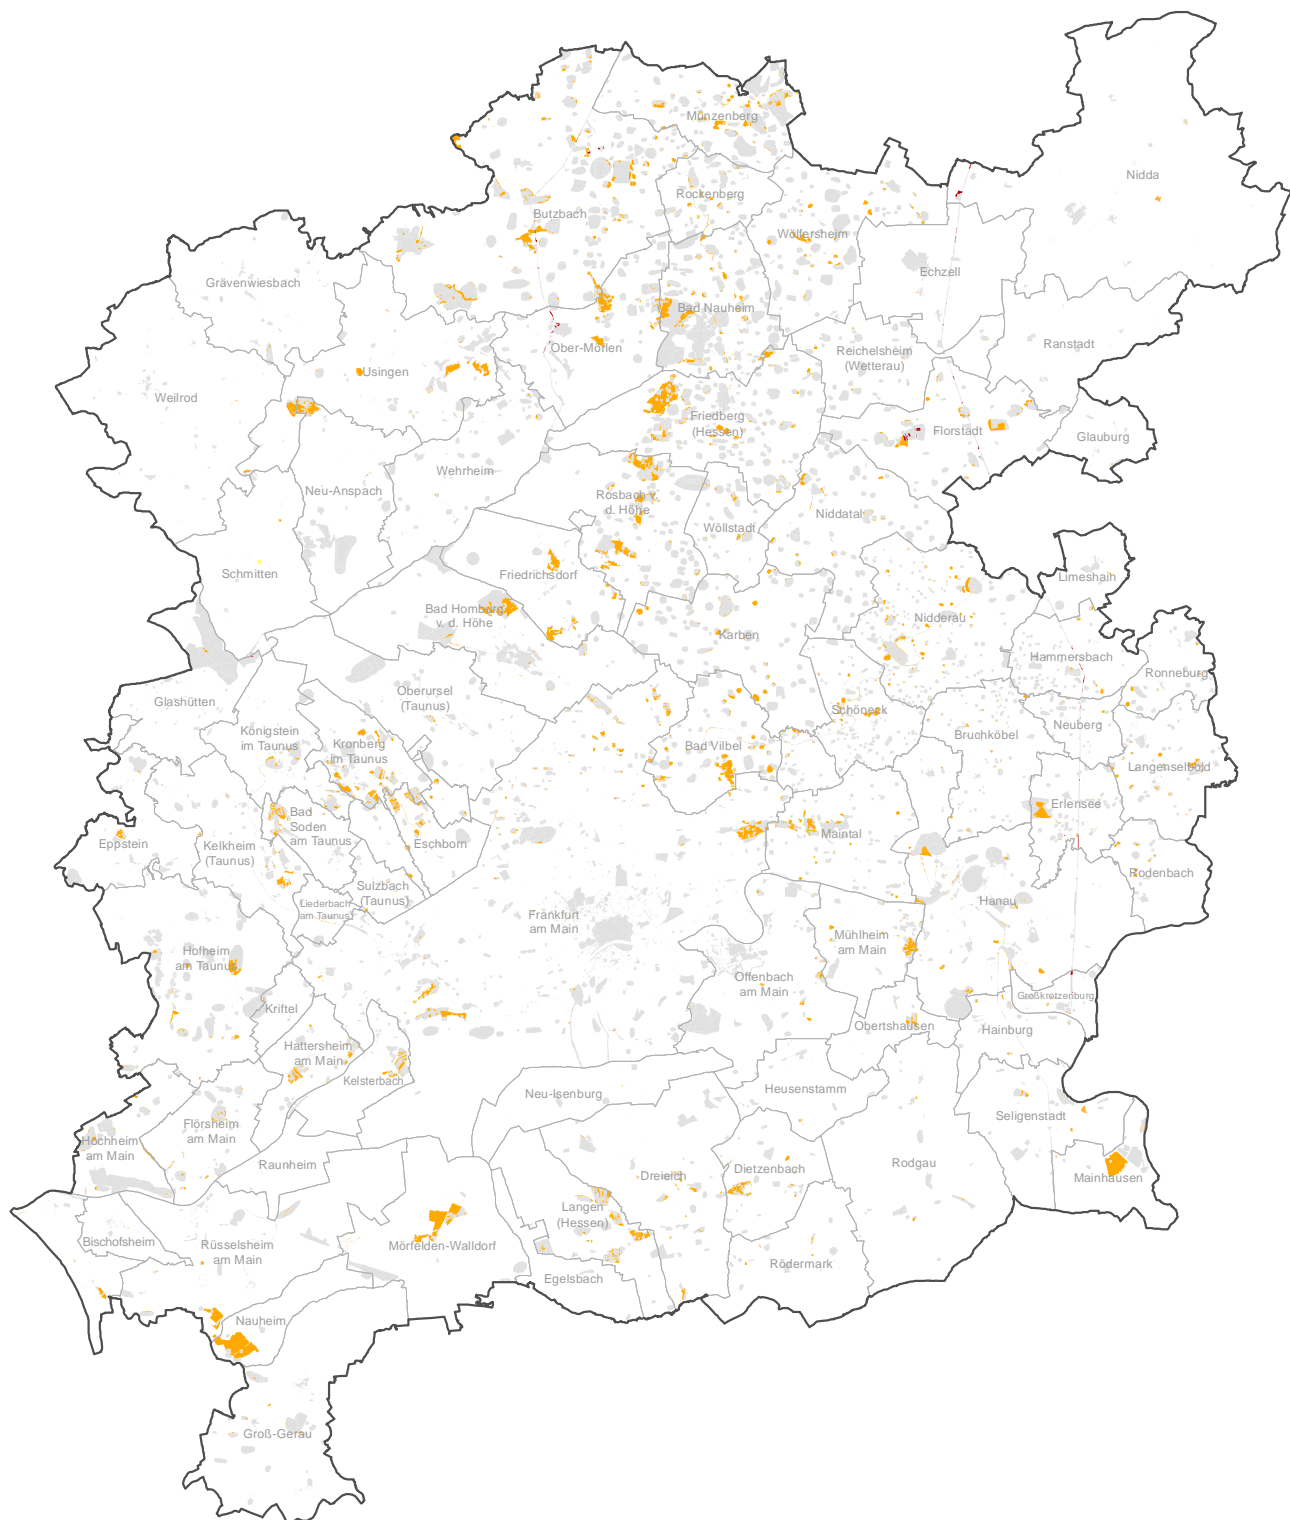 Münzenberg
Nidda
Rockenberg
Butzbach
Wölfersheim
Echzell
Grävenwiesbach
Bad Nauheim
Ober-Mörlen
Ranstadt
Reichelsheim
(Wetterau)
Usingen
Weilrod
Friedberg
(Hessen)
Florstadt
Glauburg
Wehrheim
Neu-Anspach
Rosbach v.
d. Höhe
Wöllstadt
Niddatal
Schmitten
Friedrichsdorf
Limeshain
Bad Homburg
v. d. Höhe
Nidderau
Karben
Hammersbach
Ronneburg
Glashütten
Oberursel
(Taunus)
Schöneck
Neuberg
Bruchköbel
Königstein
im Taunus
Kronberg
im Taunus
Bad Vilbel
Langenselbold
Erlensee
Bad
Soden
am Taunus
Maintal
Eppstein
Kelkheim
(Taunus)
Eschborn
Rodenbach
Sulzbach
(Taunus)
Liederbach
am Taunus
Hanau
Frankfurt
am Main
Mühlheim
am Main
Hofheim
am Taunus
Offenbach
am Main
Großkrotzenburg
Kriftel
Obertshausen
Hainburg
Hattersheim
am Main
Kelsterbach
Neu-Isenburg
Heusenstamm
Seligenstadt
Flörsheim
am Main
Hochheim
am Main
Raunheim
Dreieich
Dietzenbach
Rodgau
Mainhausen
Langen
(Hessen)
Bischofsheim
Rüsselsheim
am Main
Mörfelden-Walldorf
Rödermark
Egelsbach
Nauheim
Groß-Gerau